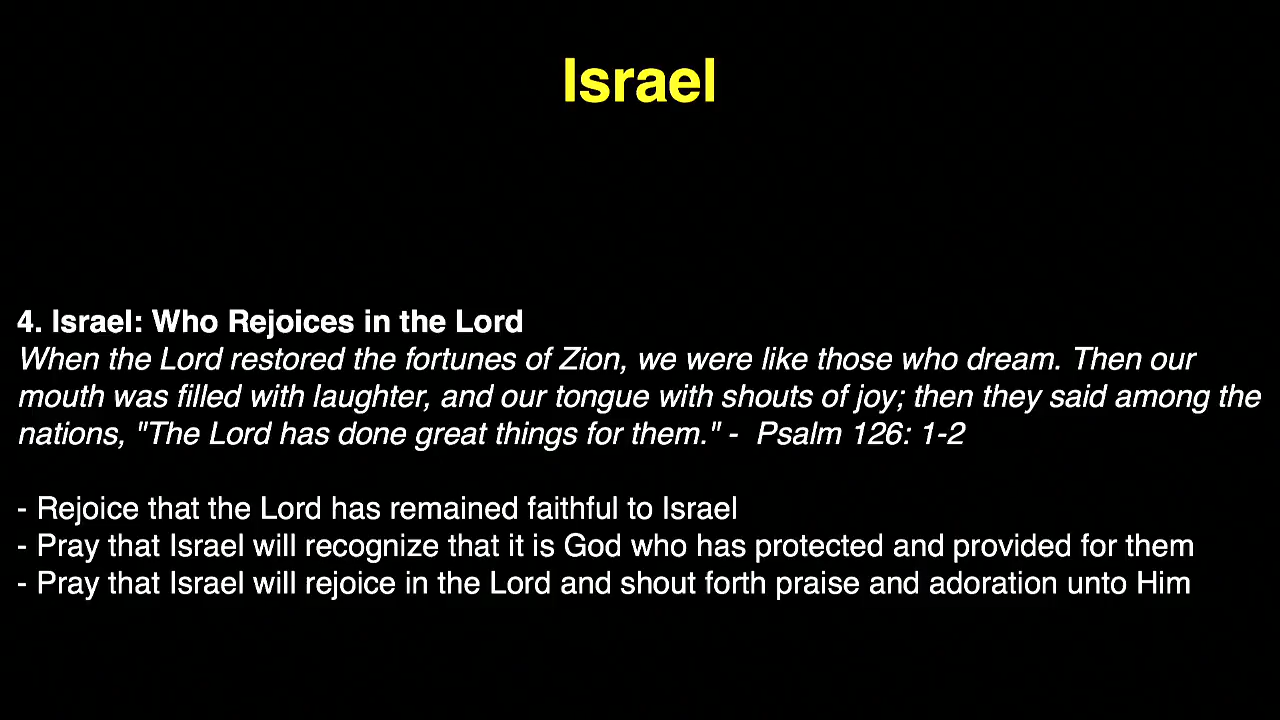 Israel
4. Israel: Who Rejoices in the Lord
When the Lord restored the fortunes of Zion, we were like those who dream. Then our
mouth was filled with laughter, and our tongue with shouts of joy; then they said among the
nations, "The Lord has done great things for them." -  Psalm 126: 1-2
- Rejoice that the Lord has remained faithful to Israel
- Pray that Israel will recognize that it is God who has protected and provided for them
- Pray that Israel will rejoice in the Lord and shout forth praise and adoration unto Him